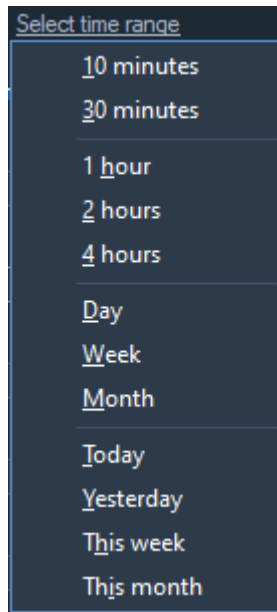 Select time range
10 minutes
30 minutes
1 hour
2 hours
4 hours
Day
Week
Month
Today
Yesterday
This week
This month